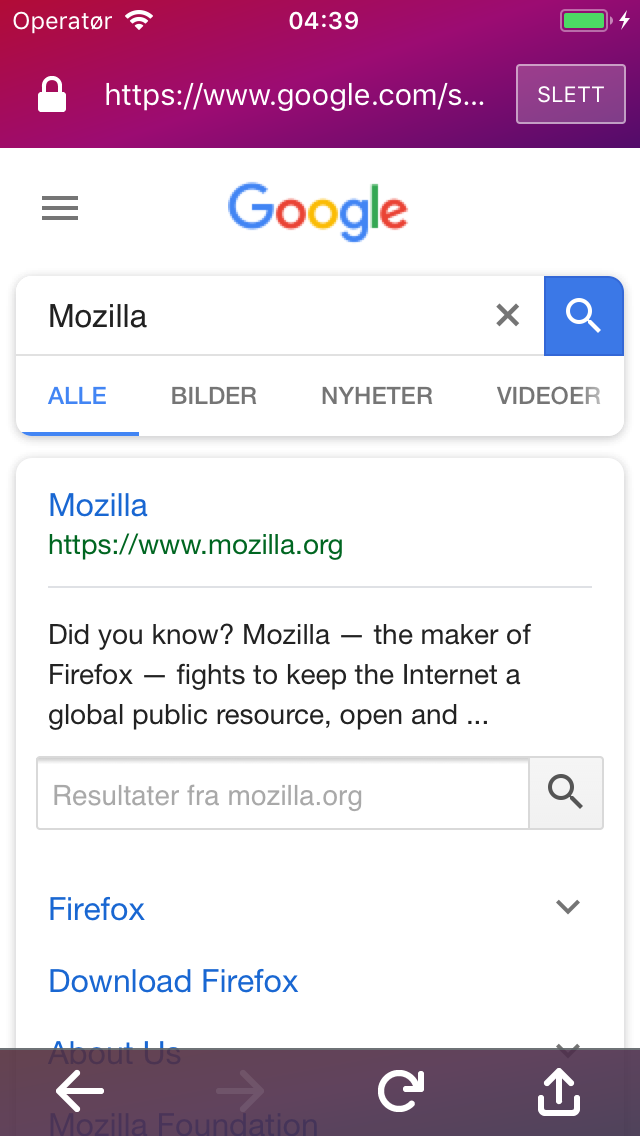 Operatør 04:39
https://www.google.com/s... SLETT
Google
Mozilla
ALLE BILDER NYHETER VIDEOER
Mozilla
https://www.mozilla.org
Did you know? Mozilla — the maker of
Firefox — fights to keep the Internet a
global public resource, open and ...
Resultater fra mozilla.org
Firefox
Download Firefox
About Us
Mozilla Foundation